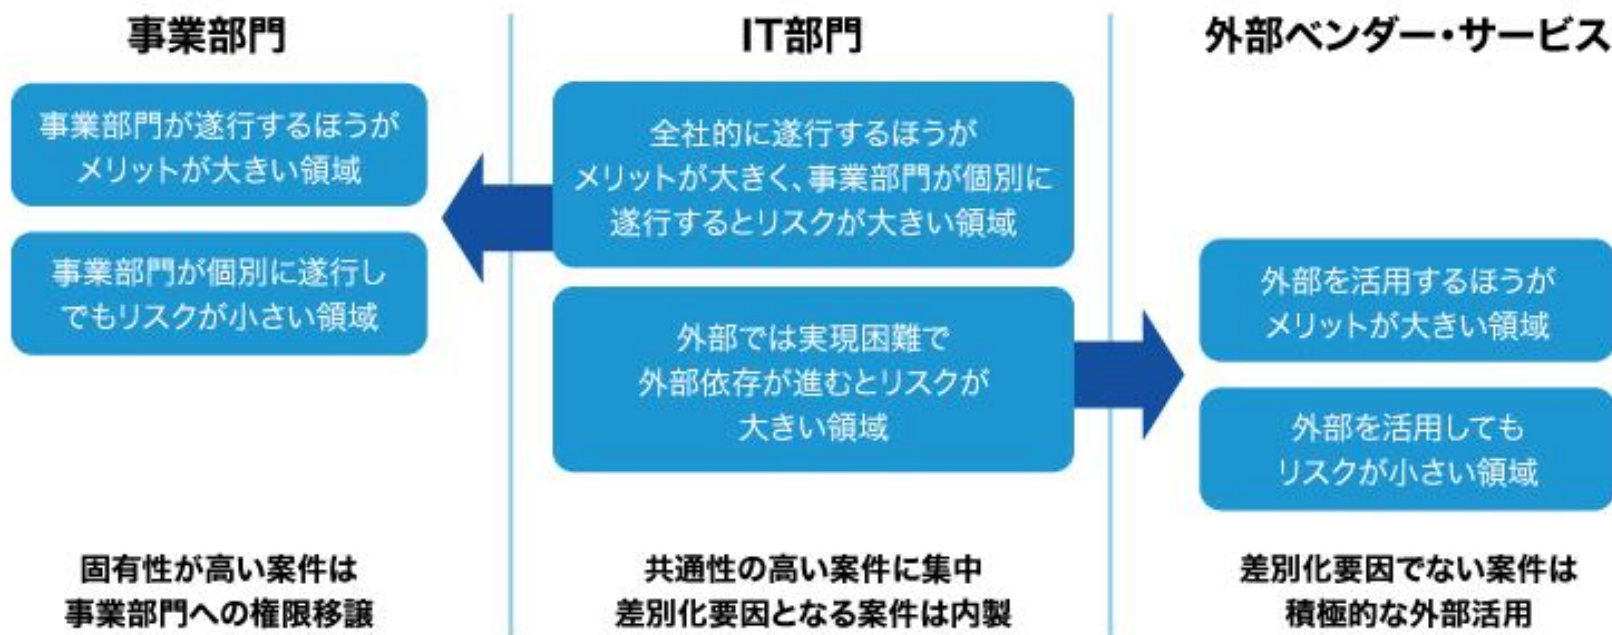 事業部門
事業部門が遂行するほうが
メリットが大きい領域
事業部門が個別に遂行し
でもリスクが小さい領域
固有性が高い案件は
事業部門への権限移譲
IT部門
全社的に遂行するほうが
メリットが大きく、事業部門が個別に
遂行するとリスクが大きい領域
外部では実現困難で
外部依存が進むとリスクが
大きい領域
共通性の高い案件に集中
差別化要因となる案件は内製
外部ベンダー・サービス
外部を活用するほうが
メリットが大きい領域
外部を活用しても
リスクが小さい領域
差別化要因でない案件は
積極的な外部活用